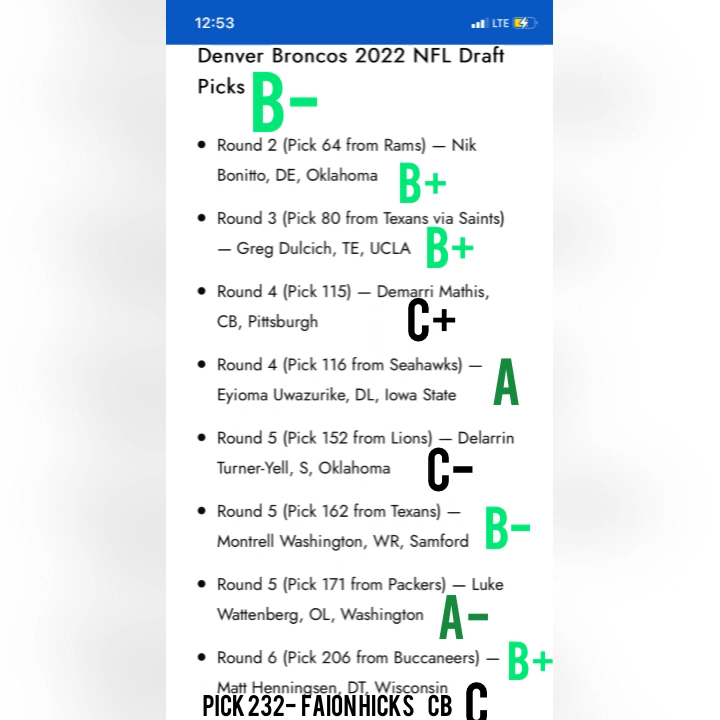 12:53 LTE
Denver Broncos 2022 NFL Draft
Picks B-
Round 2 (Pick 64 from Rams) — Nik
Bonitto, DE, Oklahoma B+
Round 3 (Pick 80 from Texans via Saints)
— Greg Dulcich, TE, UCLA B+
Round 4 (Pick 115) — Demarri Mathis,
CB, Pittsburgh C+
Round 4 (Pick 116 from Seahawks) —
Eyioma Uwazurike, DL, Iowa State A
Round 5 (Pick 152 from Lions) — Delarrin
Turner-Yell, S, Oklahoma C-
Round 5 (Pick 162 from Texans) —
Montrell Washington, WR, Samford B-
Round 5 (Pick 171 from Packers) — Luke
Wattenberg, OL, Washington A-
Round 6 (Pick 206 from Buccaneers) — B+
Matt Henningsen, DT, Wisconsin
PICK 232- FAION HICKS CB C